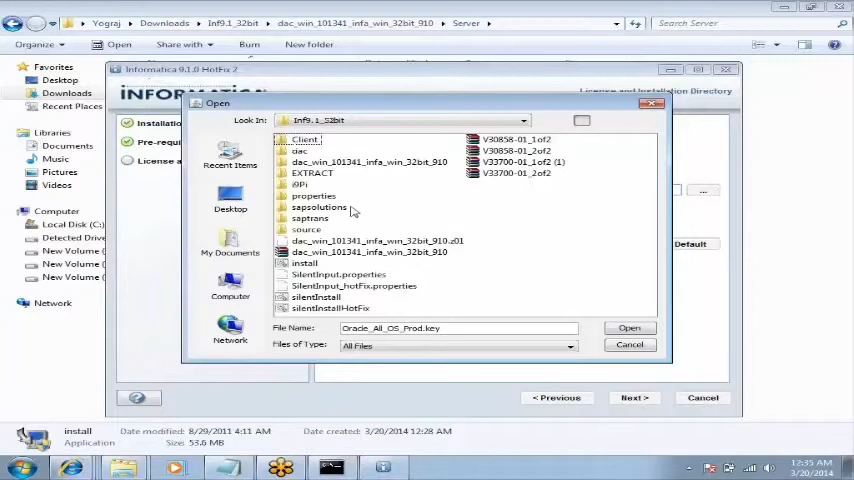 Yograj
Downloads
Inf9.1_32bit
dac_win_101341_infa_win_32bit_910
Server
Search Server
Organize
Open
Share with
Burn
New folder
Favorites
Desktop
Downloads
Recent Places
Libraries
Documents
Music
Pictures
Videos
Computer
Local Disk (C:)
Detected Drive
New Volume
New Volume
New Volume
Network
Informatica 9.1.0 HotFix 2
License and Installation Directory
Installation
Pre-requ
License a
...
Default
Open
Look In:
Inf9.1_32bit
Recent Items
Desktop
My Documents
Computer
Network
Client
dac
dac_win_101341_infa_win_32bit_910
EXTRACT
i9Pi
properties
sapsolutions
saptrans
source
dac_win_101341_infa_win_32bit_910.z01
dac_win_101341_infa_win_32bit_910
install
SilentInput.properties
SilentInput_hotFix.properties
silentInstall
silentInstallHotFix
V30858-01_1of2
V30858-01_2of2
V33700-01_1of2 (1)
V33700-01_2of2
File Name:
Oracle_All_OS_Prod.key
Open
Files of Type:
All Files
Cancel
< Previous
Next >
Cancel
install
Date modified: 8/29/2011 4:11 AM
Date created: 3/20/2014 12:28 AM
Application
Size: 53.6 MB
12:35 AM
3/20/2014